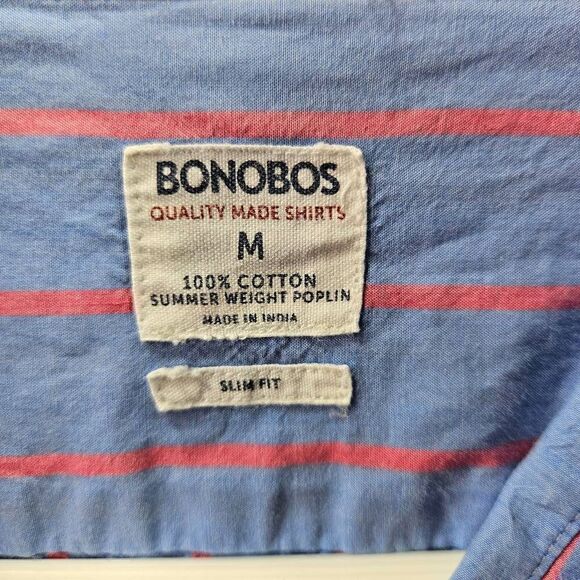 BONOBOS
QUALITY MADE SHIRTS
M
100% COTTON
SUMMER WEIGHT POPLIN
MADE IN INDIA
SLIM FIT